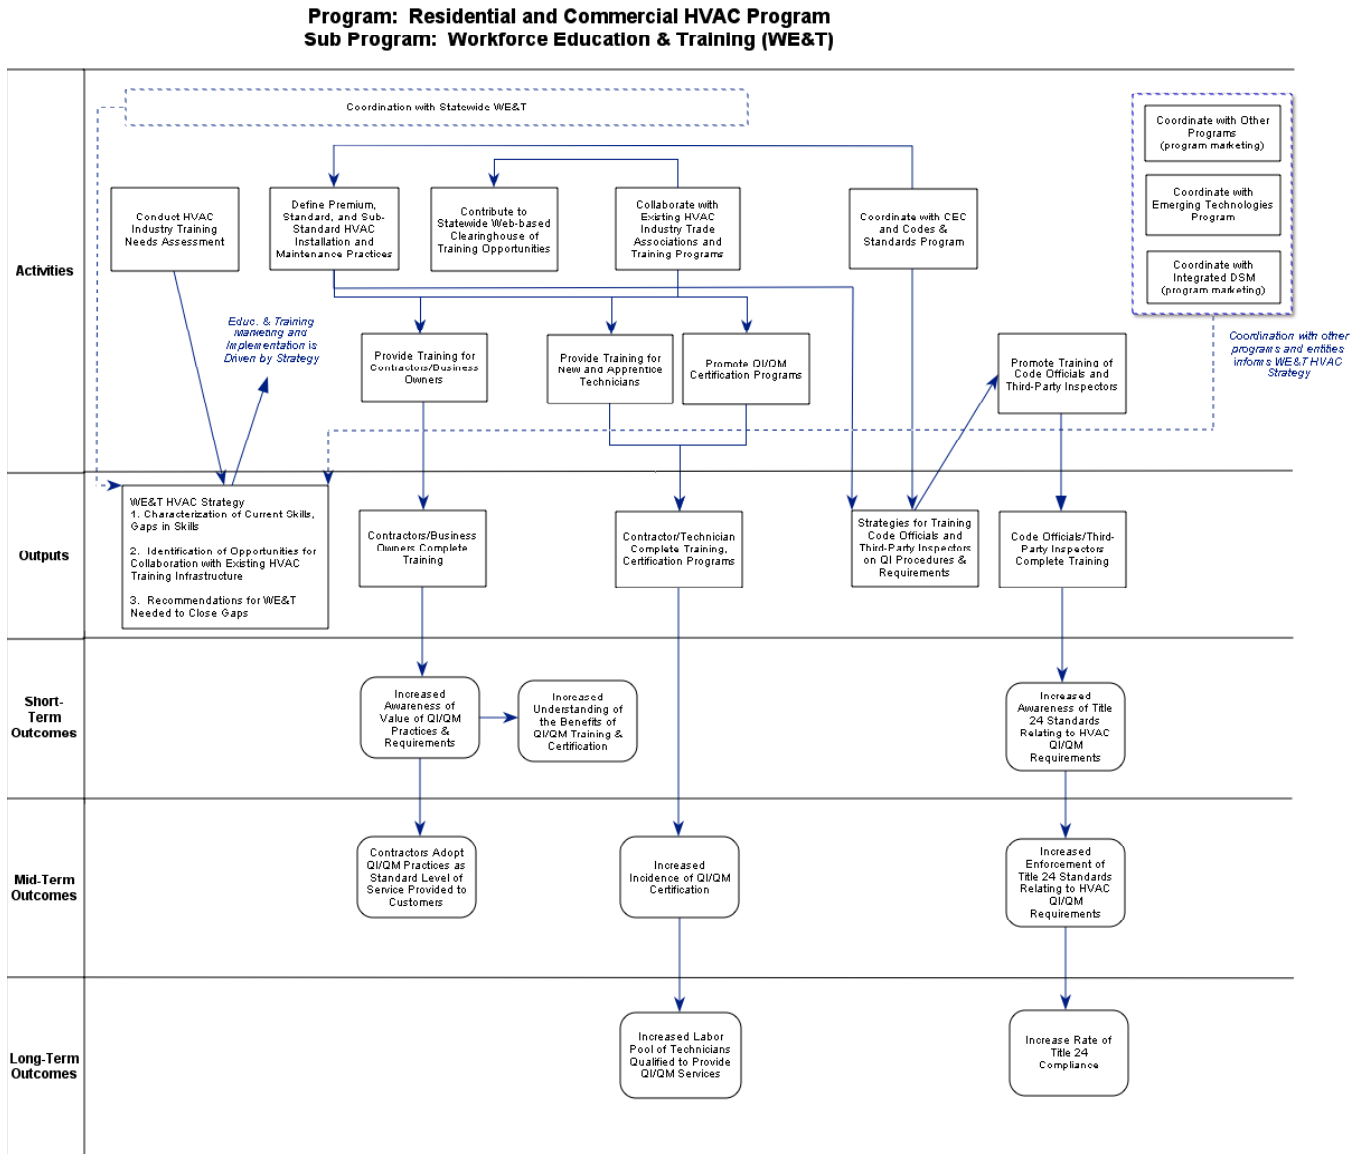 Program: Residential and Commercial HVAC Program
Sub Program: Workforce Education & Training (WE&T)
Activities
Coordination with Statewide WE&T
Coordinate with Other
Programs
(program marketing)
Coordinate with
Emerging Technologies
Program
Coordinate with
Integrated DSM
(program marketing)
Conduct HVAC
Industry Training
Needs Assessment
Define Premium,
Standard, and Sub-
Standard HVAC
Installation and
Maintenance Practices
Contribute to
Statewide Web-based
Clearinghouse of
Training Opportunities
Collaborate with
Existing HVAC
Industry Trade
Associations and
Training Programs
Coordinate with CEC
and Codes &
Standards Program
Educ. & Training
Marketing and
Implementation is
Driven by Strategy
Provide Training for
Contractors/Business
Owners
Provide Training for
New and Apprentice
Technicians
Promote QI/QM
Certification Programs
Promote Training of
Code Officials and
Third-Party Inspectors
Coordination with other
programs and entities
informs WE&T HVAC
Strategy
Outputs
WE&T HVAC Strategy
1. Characterization of Current Skills,
Gaps in Skills
2. Identification of Opportunities for
Collaboration with Existing HVAC
Training Infrastructure
3. Recommendations for WE&T
Needed to Close Gaps
Contractors/Business
Owners Complete
Training
Contractor/Technician
Complete Training,
Certification Programs
Strategies for Training
Code Officials and
Third-Party Inspectors
on QI Procedures &
Requirements
Code Officials/Third-
Party Inspectors
Complete Training
Short-
Term
Outcomes
Increased
Awareness of
Value of QI/QM
Practices &
Requirements
Increased
Understanding of
the Benefits of
QI/QM Training &
Certification
Increased
Awareness of Title
24 Standards
Relating to HVAC
QI/QM
Requirements
Mid-Term
Outcomes
Contractors Adopt
QI/QM Practices as
Standard Level of
Service Provided to
Customers
Increased
Incidence of QI/QM
Certification
Increased
Enforcement of
Title 24 Standards
Relating to HVAC
QI/QM
Requirements
Long-Term
Outcomes
Increased Labor
Pool of Technicians
Qualified to Provide
QI/QM Services
Increase Rate of
Title 24
Compliance